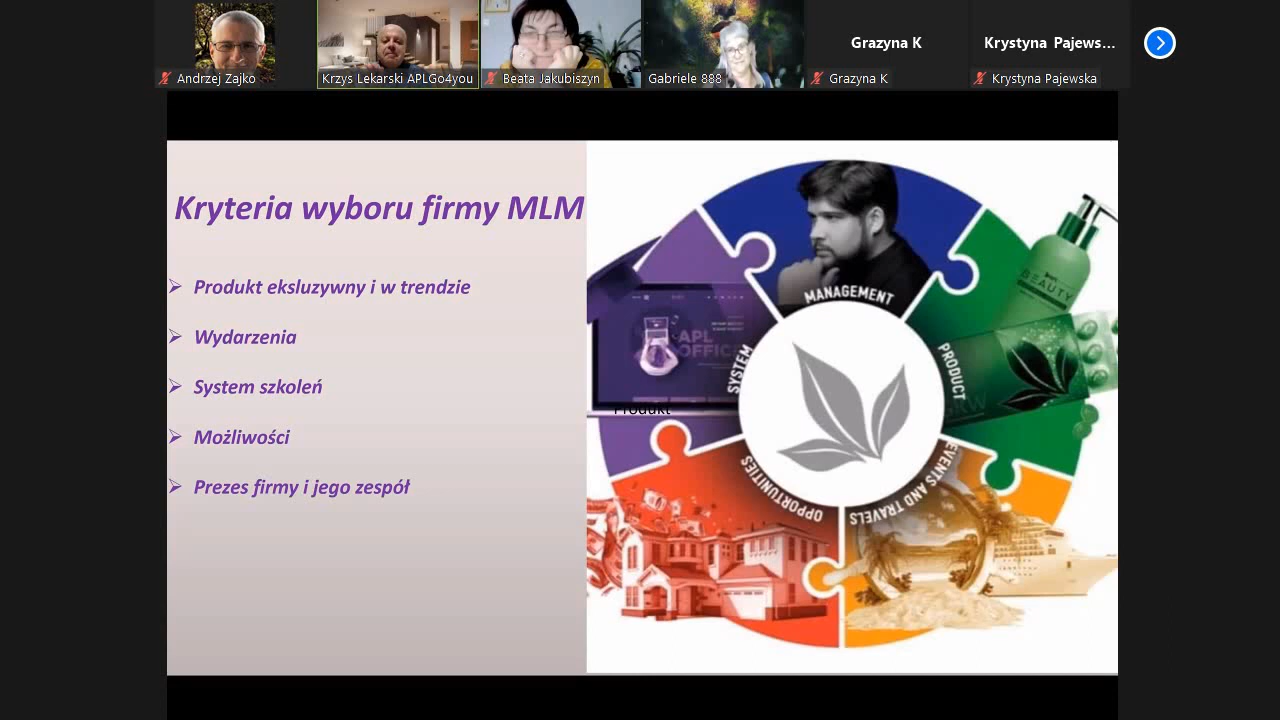 Grazyna K
Krystyna Pajews...
Andrzej Zajko
Krzys Lekarski APLGo4you
Beata Jakubiszyn
Gabriele 888
Grazyna K
Krystyna Pajewska
Kryteria wyboru firmy MLM
Produkt eksluzywny i w trendzie
Wydarzenia
System szkoleń
Możliwości
Prezes firmy i jego zespół
MANAGEMENT
PRODUCT
EVENTS AND TRAVELS
OPPORTUNITIES
SYSTEM
BEAUTY
APL
OFFICE
Produkt